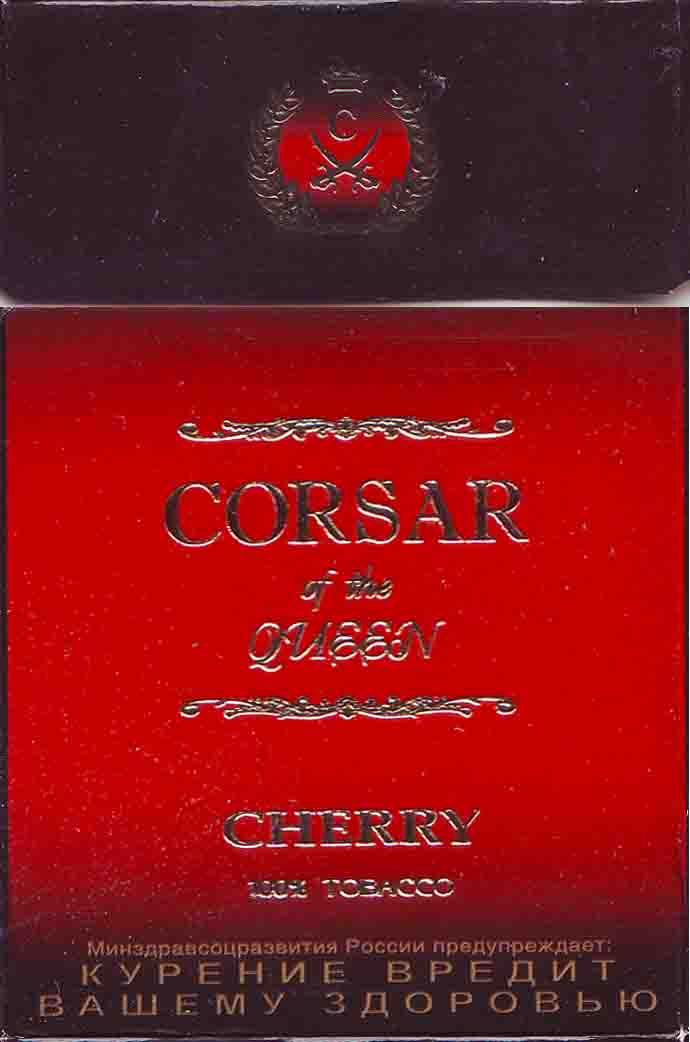 C
CORSAR
of the
QUEEN
CHERRY
100% TOBACCO
Минздравсоцразвития России предупреждает:
КУРЕНИЕ ВРЕДИТ
ВАШЕМУ ЗДОРОВЬЮ